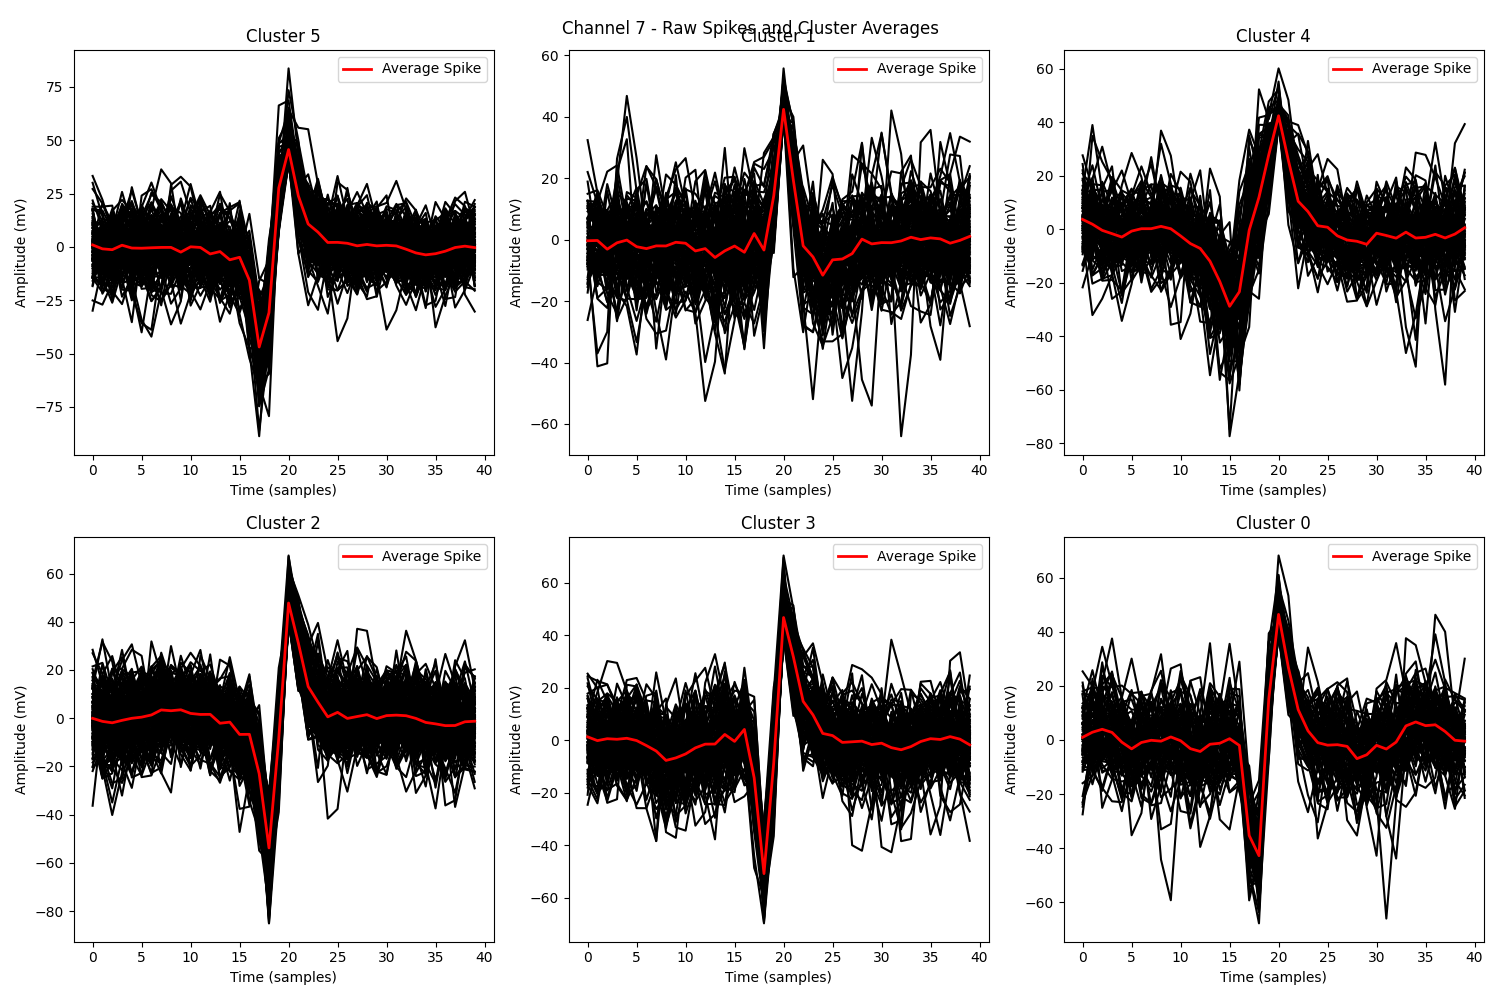 Channel 7 - Raw Spikes and Cluster Averages
Cluster 5
Average Spike
75
50
25
0
−25
−50
−75
Amplitude (mV)
0 5 10 15 20 25 30 35 40
Time (samples)
Cluster 1
Average Spike
60
40
20
0
−20
−40
−60
Amplitude (mV)
0 5 10 15 20 25 30 35 40
Time (samples)
Cluster 4
Average Spike
60
40
20
0
−20
−40
−60
−80
Amplitude (mV)
0 5 10 15 20 25 30 35 40
Time (samples)
Cluster 2
Average Spike
60
40
20
0
−20
−40
−60
−80
Amplitude (mV)
0 5 10 15 20 25 30 35 40
Time (samples)
Cluster 3
Average Spike
60
40
20
0
−20
−40
−60
Amplitude (mV)
0 5 10 15 20 25 30 35 40
Time (samples)
Cluster 0
Average Spike
60
40
20
0
−20
−40
−60
Amplitude (mV)
0 5 10 15 20 25 30 35 40
Time (samples)